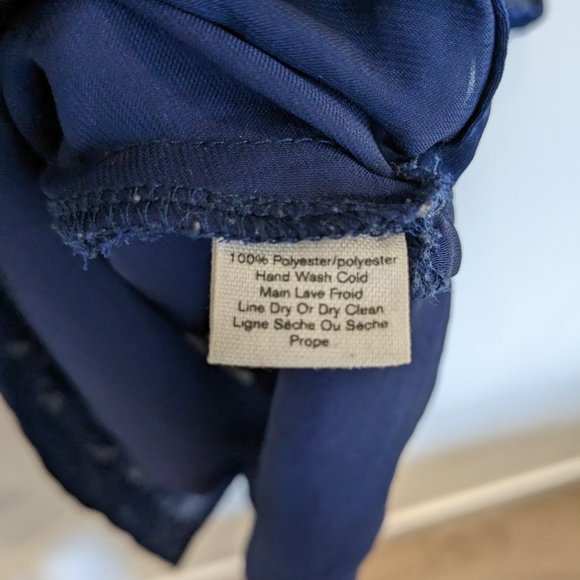 100% Polyester/polyester
Hand Wash Cold
Main Lave Froid
Line Dry Or Dry Clean
Ligne Sèche Ou Sèche
Prope